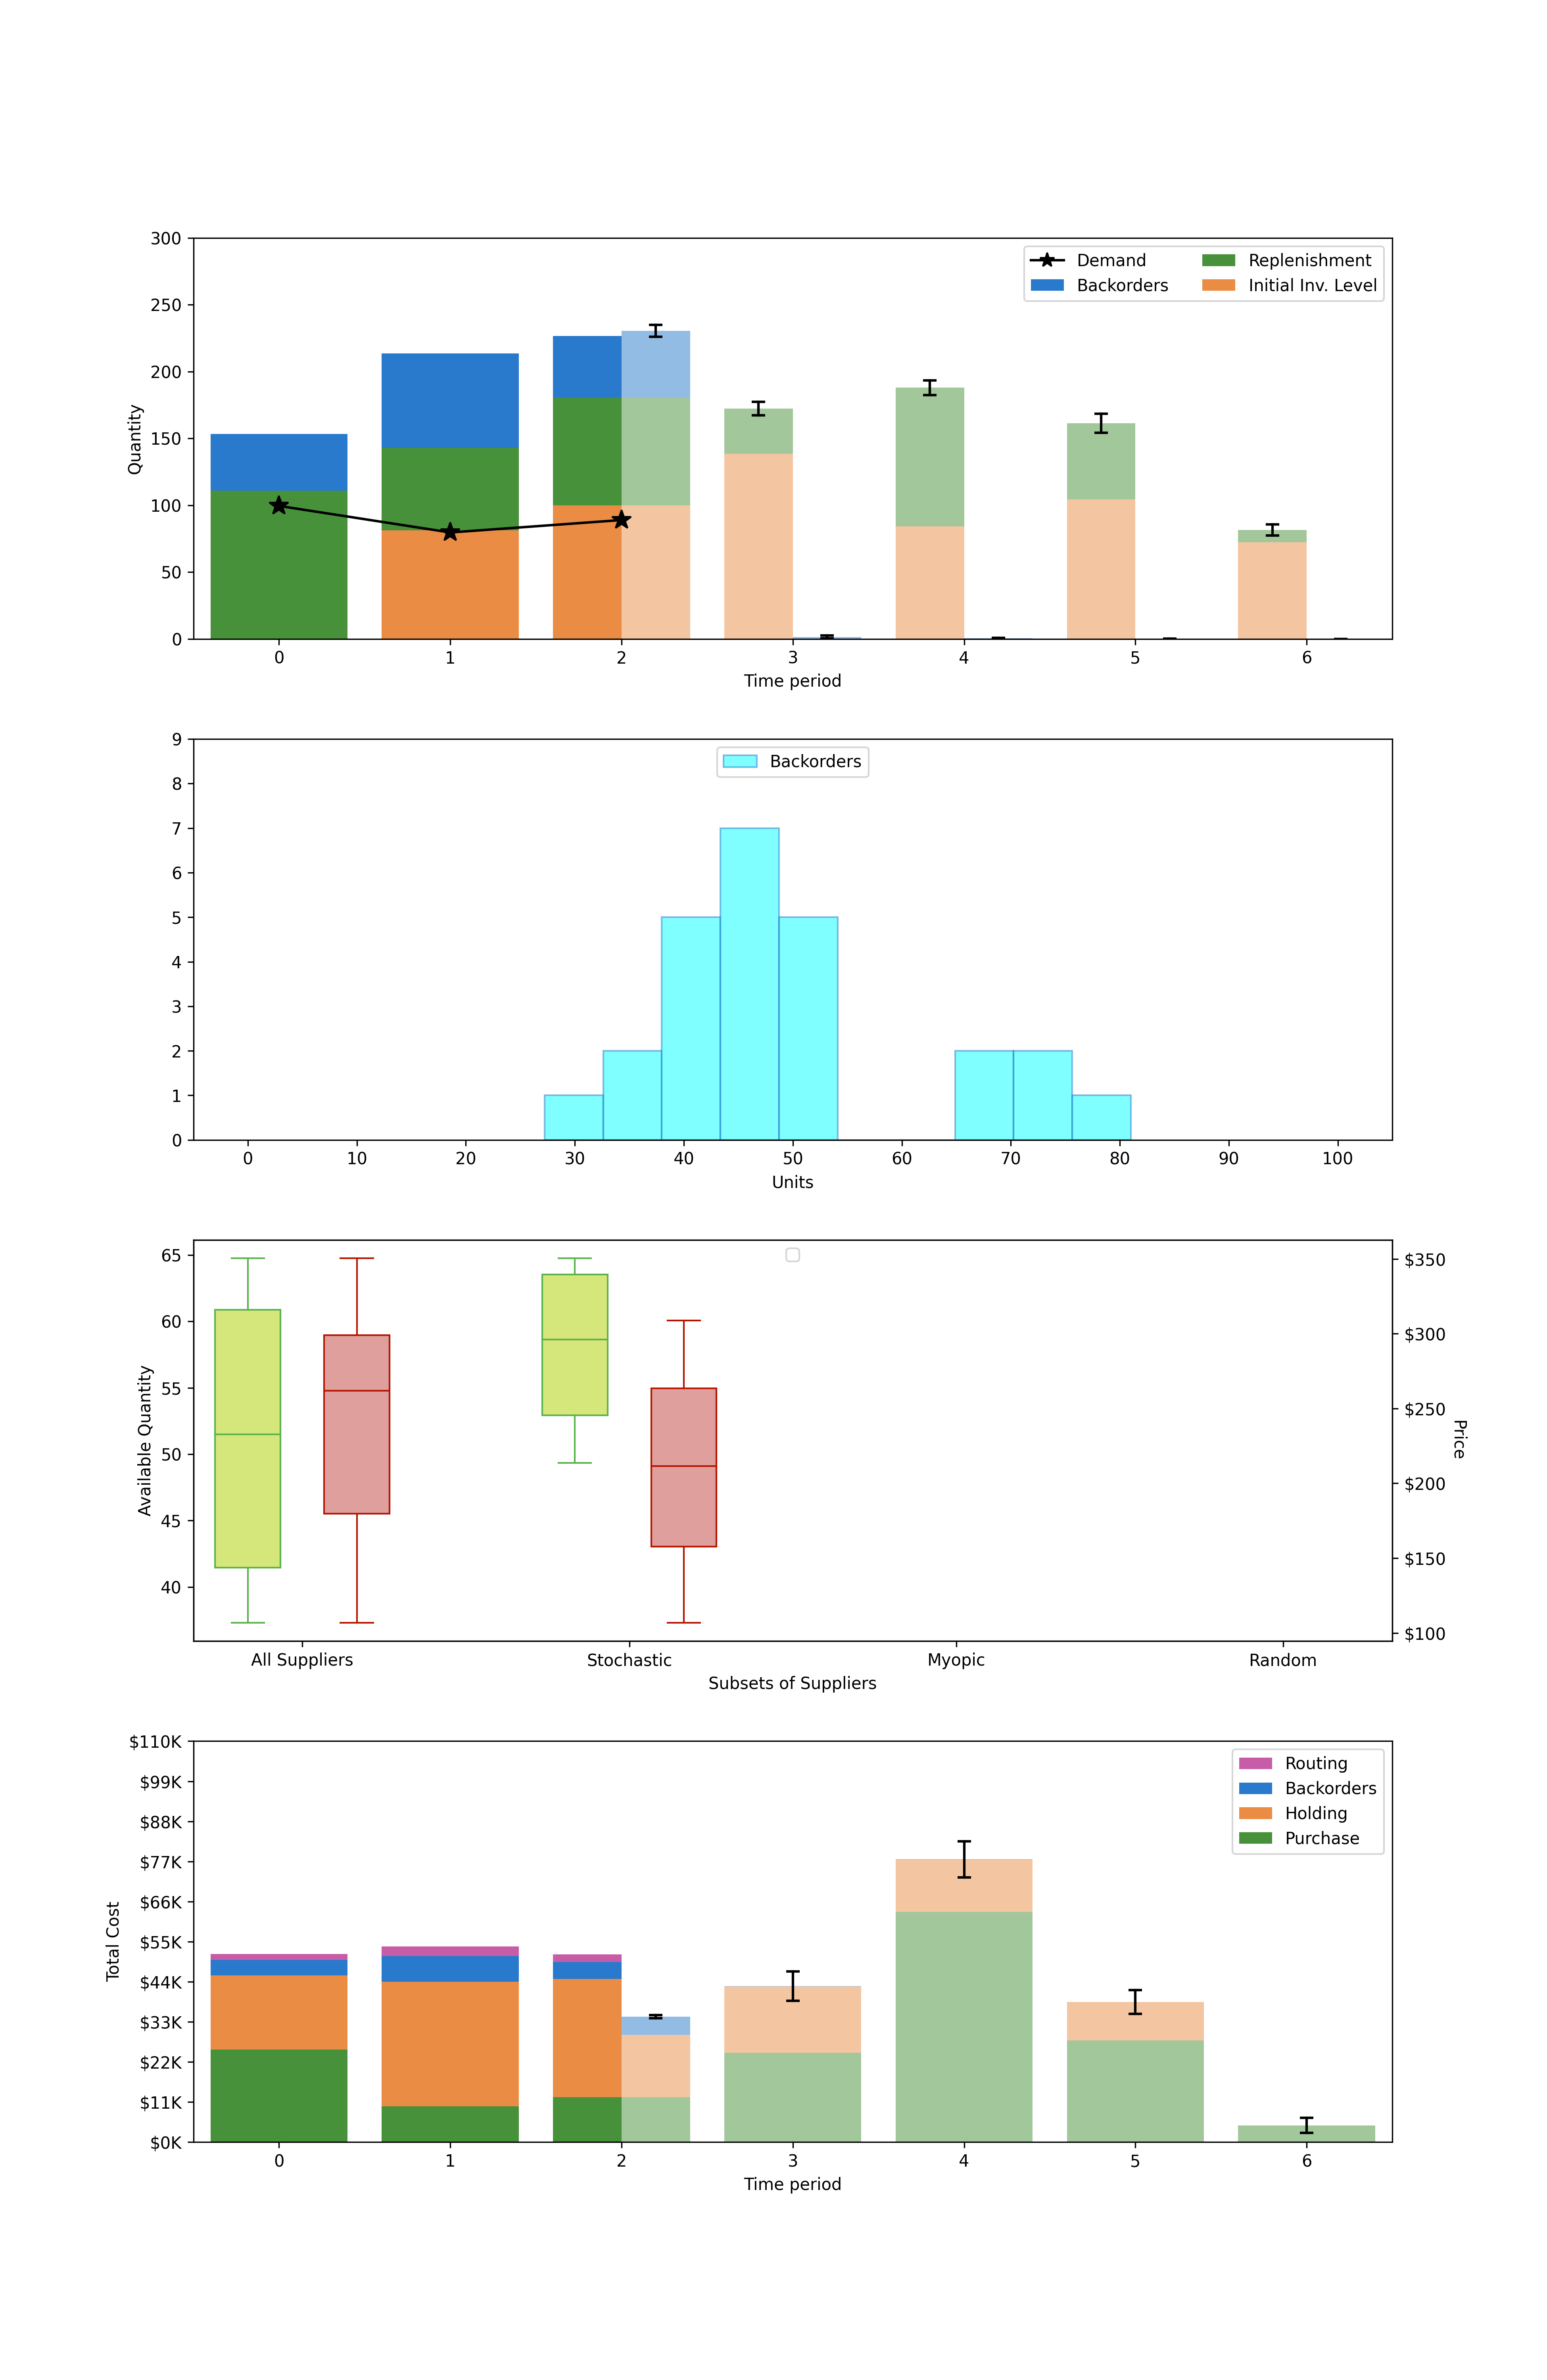 300
250
200
150
100
50
0
Quantity
Demand
Backorders
Replenishment
Initial Inv. Level
0 1 2 3 4 5 6
Time period
9
8
7
6
5
4
3
2
1
0
Backorders
0 10 20 30 40 50 60 70 80 90 100
Units
65
60
55
50
45
40
Available Quantity
$350
$300
$250
$200
$150
$100
Price
All Suppliers Stochastic Myopic Random
Subsets of Suppliers
$110K
$99K
$88K
$77K
$66K
$55K
$44K
$33K
$22K
$11K
$0K
Total Cost
Routing
Backorders
Holding
Purchase
0 1 2 3 4 5 6
Time period